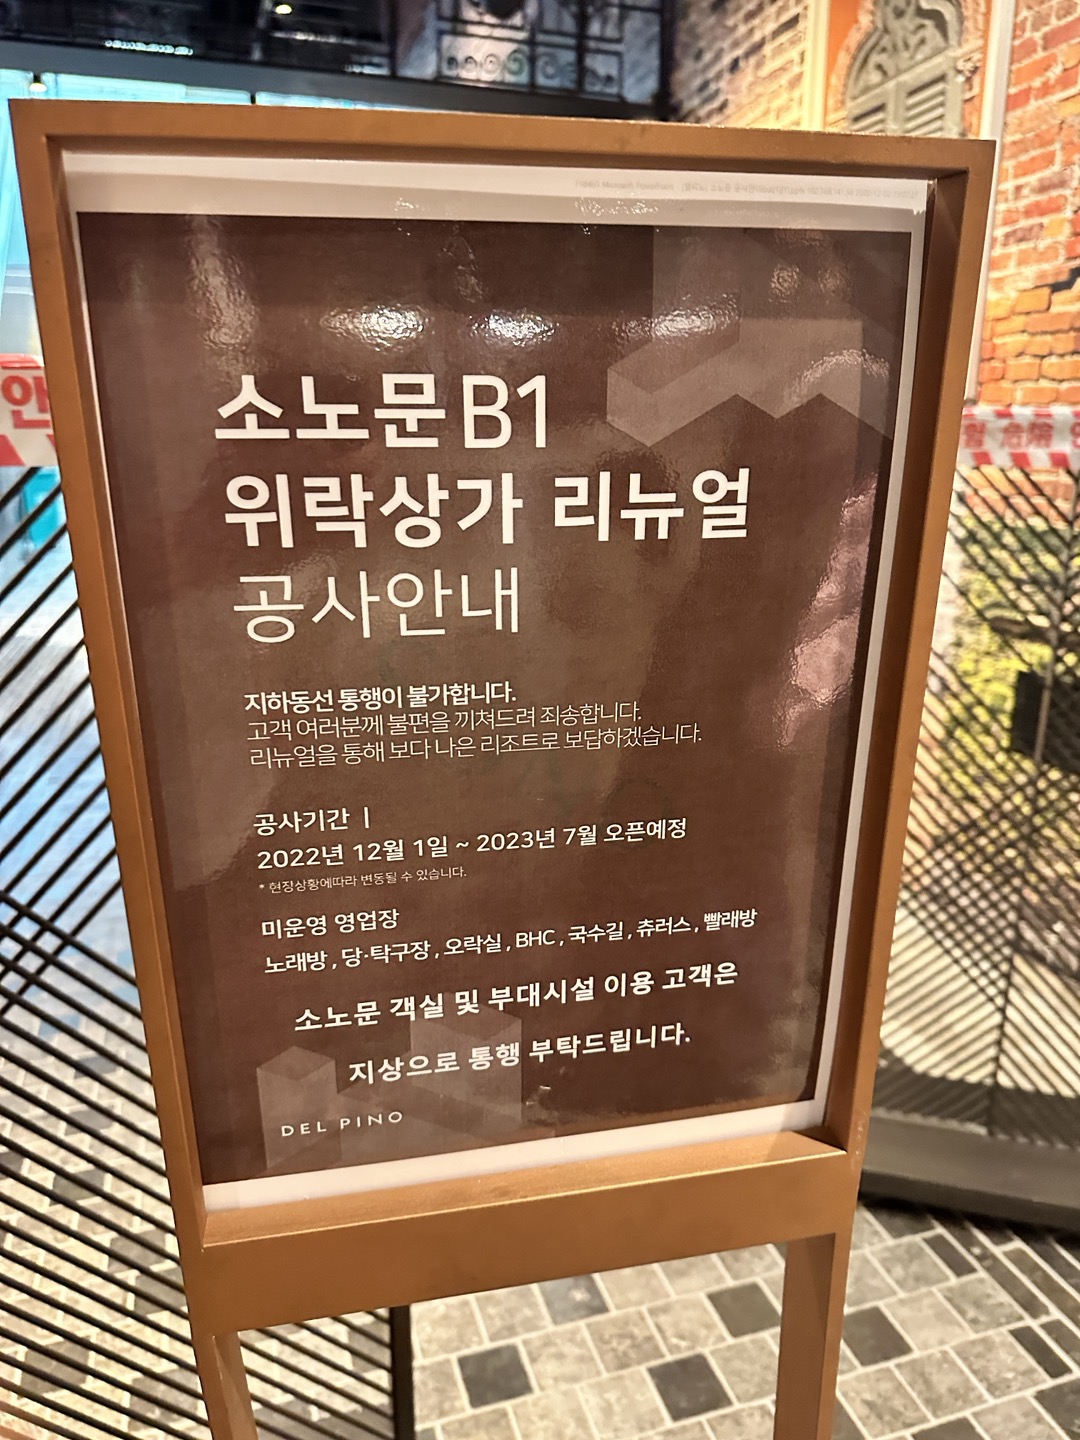 소노문 B1
위락상가 리뉴얼
공사안내
지하동선 통행이 불가합니다.
고객 여러분께 불편을 끼쳐드려 죄송합니다.
리뉴얼을 통해 보다 나은 리조트로 보답하겠습니다.
공사기간 |
2022년 12월 1일 ~ 2023년 7월 오픈예정
* 현장상황에따라 변동될 수 있습니다.
미운영 영업장
노래방 , 당·탁구장 , 오락실 , BHC , 국수길 , 츄러스 , 빨래방
소노문 객실 및 부대시설 이용 고객은
지상으로 통행 부탁드립니다.
DEL PINO
안
험 危險 안